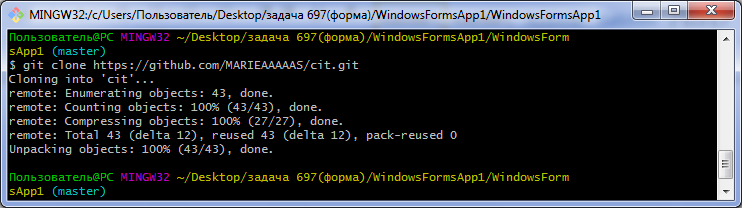 MINGW32:/c/Users/Пользователь/Desktop/задача 697(форма)/WindowsFormsApp1/WindowsFormsApp1
Пользователь@PC MINGW32 ~/Desktop/задача 697(форма)/WindowsFormsApp1/WindowsForm
sApp1 (master)
$ git clone https://github.com/MARIEAAAAAS/cit.git
Cloning into 'cit'...
remote: Enumerating objects: 43, done.
remote: Counting objects: 100% (43/43), done.
remote: Compressing objects: 100% (27/27), done.
remote: Total 43 (delta 12), reused 43 (delta 12), pack-reused 0
Unpacking objects: 100% (43/43), done.
Пользователь@PC MINGW32 ~/Desktop/задача 697(форма)/WindowsFormsApp1/WindowsForm
sApp1 (master)